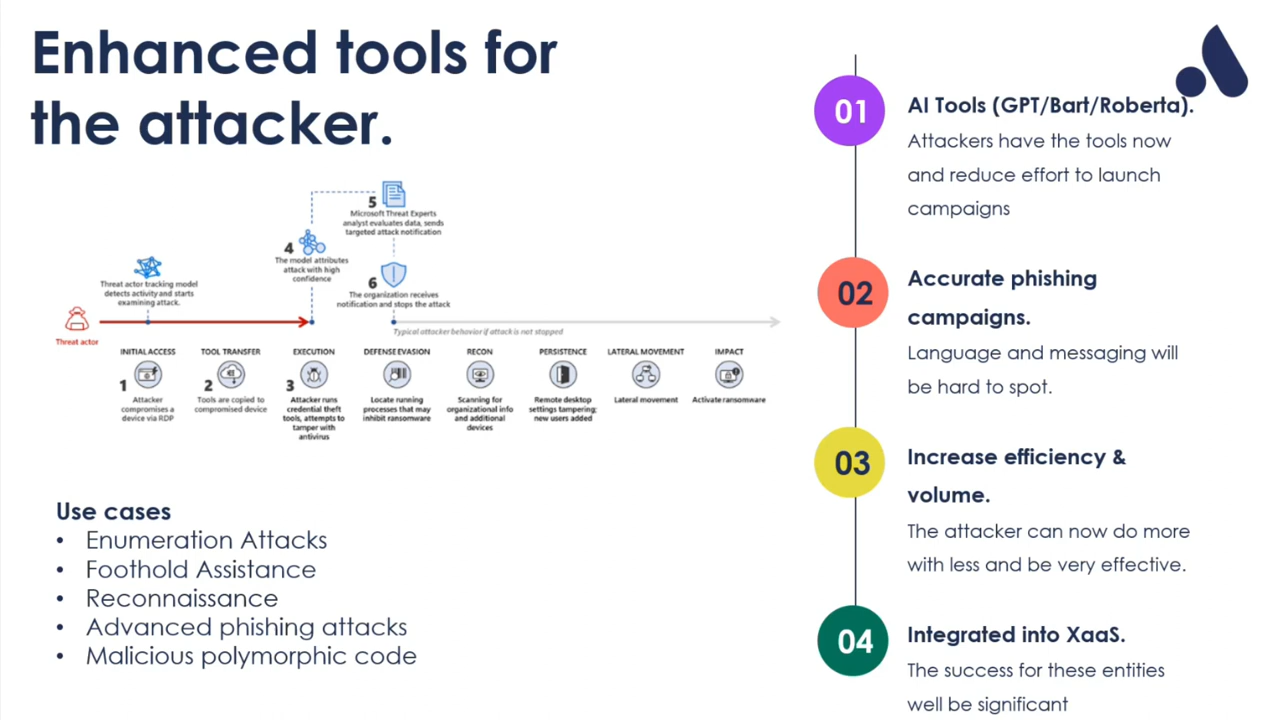 Enhanced tools for
the attacker.
5
Microsoft Threat Experts
analyst evaluates data, sends
targeted attack notification
4
The model attributes
attack with high
confidence
Threat actor tracking model
detects activity and starts
examining attack.
6
The organization receives
notification and stops the attack
Threat actor
Typical attacker behavior if attack is not stopped
INITIAL ACCESS
1
Attacker
compromises a
device via RDP
TOOL TRANSFER
2
Tools are copied to
compromised device
EXECUTION
3
Attacker runs
credential theft
tools, attempts to
tamper with
antivirus
DEFENSE EVASION
Locate running
processes that may
inhibit ransomware
RECON
Scanning for
organizational info
and additional
devices
PERSISTENCE
Remote desktop
settings tampering;
new users added
LATERAL MOVEMENT
Lateral movement
IMPACT
Activate ransomware
Use cases
• Enumeration Attacks
• Foothold Assistance
• Reconnaissance
• Advanced phishing attacks
• Malicious polymorphic code
01
AI Tools (GPT/Bart/Roberta).
Attackers have the tools now
and reduce effort to launch
campaigns
02
Accurate phishing
campaigns.
Language and messaging will
be hard to spot.
03
Increase efficiency &
volume.
The attacker can now do more
with less and be very effective.
04
Integrated into XaaS.
The success for these entities
well be significant